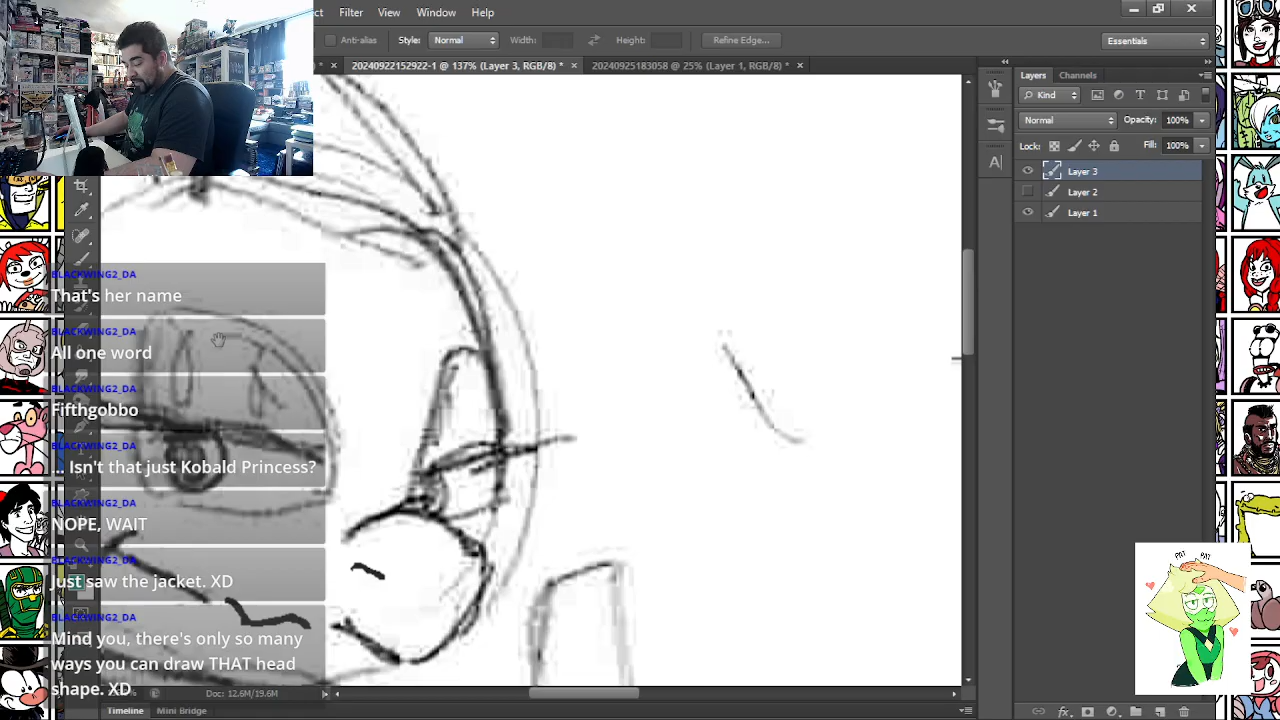 ct Filter View Window Help
Anti-alias Style: Normal Width: Height: Refine Edge... Essentials
* × 20240922152922-1 @ 137% (Layer 3, RGB/8) * × 20240925183058 @ 25% (Layer 1, RGB/8) * ×
Layers Channels
Kind
Normal Opacity: 100%
Lock: Fill:
Layer 3
Layer 2
Layer 1
BLACKWING2_DA
That's her name
BLACKWING2_DA
All one word
BLACKWING2_DA
Fifthgobbo
BLACKWING2_DA
... Isn't that just Kobald Princess?
BLACKWING2_DA
NOPE, WAIT
BLACKWING2_DA
Just saw the jacket. XD
BLACKWING2_DA
Mind you, there's only so many
ways you can draw THAT head
shape. XD
Doc: 12.6M/19.6M
Timeline Mini Bridge